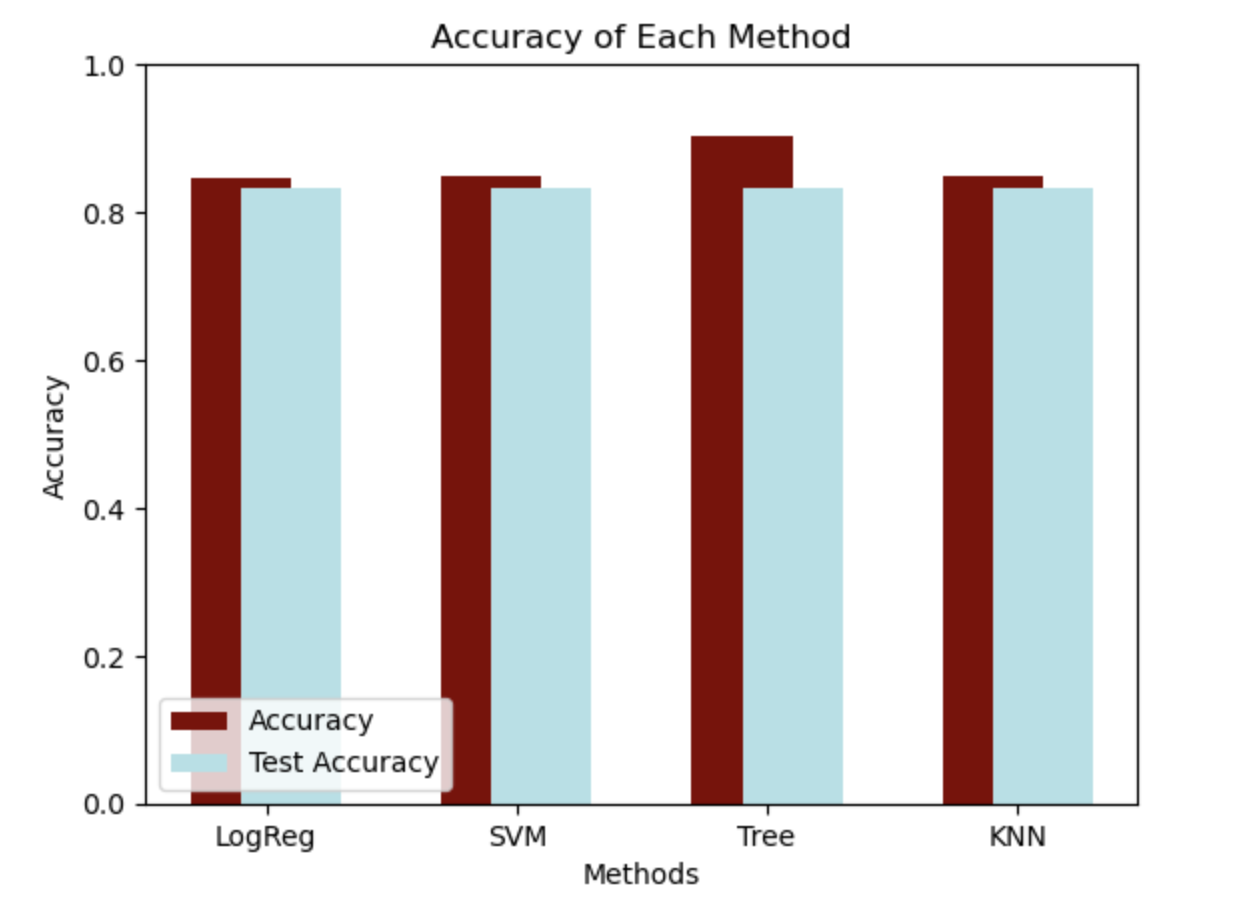 Accuracy of Each Method
1.0
0.8
0.6
0.4
0.2
0.0
Accuracy
Accuracy
Test Accuracy
LogReg SVM Tree KNN
Methods